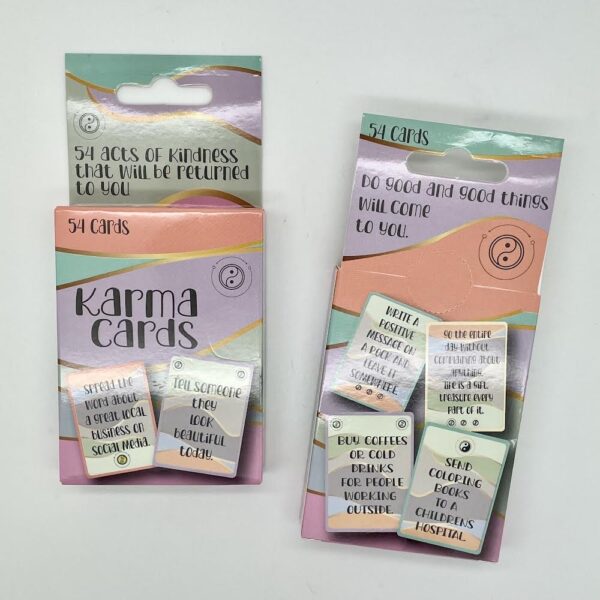 54 acts of kindness
that will be returned
to you
54 Cards
Karma
Cards
Spread the
word about
a great local
business on
social media.
Tell someone
they
look
beautiful
today.
54 Cards
Do good and good things
will come
to you.
WRITE A
POSITIVE
MESSAGE ON
A ROCK AND
LEAVE IT
SOMEWHERE.
Go the entire
day without
complaining about
anything.
life is a gift,
treasure every
part of it.
BUY COFFEES
OR COLD
DRINKS
FOR PEOPLE
WORKING
OUTSIDE.
SEND
COLORING
BOOKS
TO A
CHILDRENS
HOSPITAL.